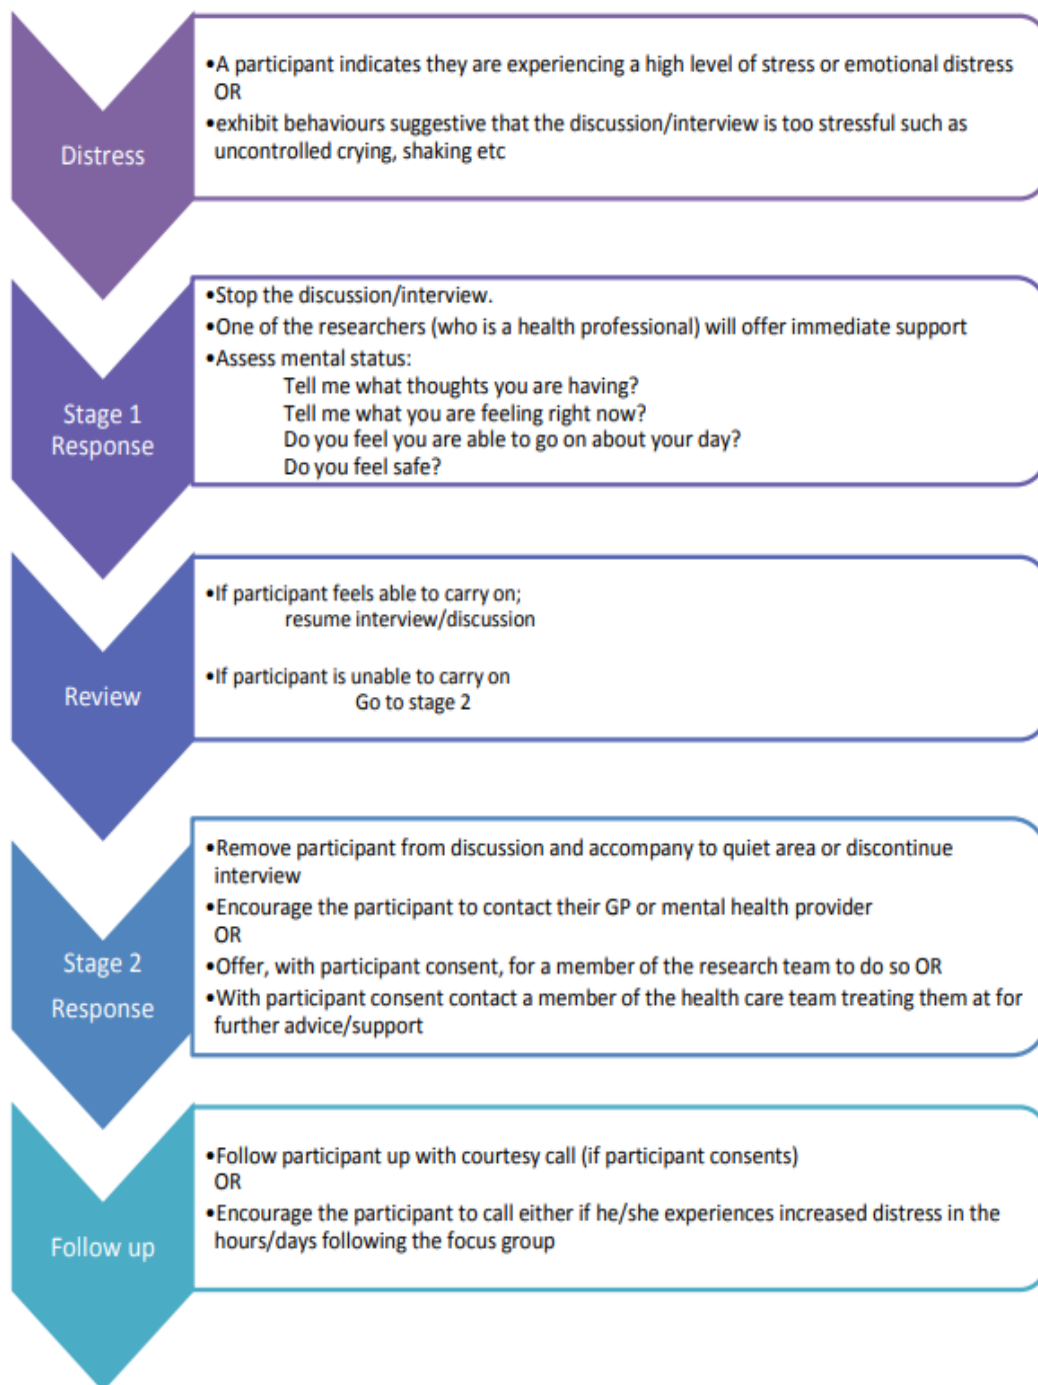 Distress
•A participant indicates they are experiencing a high level of stress or emotional distress
OR
•exhibit behaviours suggestive that the discussion/interview is too stressful such as
uncontrolled crying, shaking etc
Stage 1
Response
•Stop the discussion/interview.
•One of the researchers (who is a health professional) will offer immediate support
•Assess mental status:
Tell me what thoughts you are having?
Tell me what you are feeling right now?
Do you feel you are able to go on about your day?
Do you feel safe?
Review
•If participant feels able to carry on;
resume interview/discussion
•If participant is unable to carry on
Go to stage 2
Stage 2
Response
•Remove participant from discussion and accompany to quiet area or discontinue
interview
•Encourage the participant to contact their GP or mental health provider
OR
•Offer, with participant consent, for a member of the research team to do so OR
•With participant consent contact a member of the health care team treating them at for
further advice/support
Follow up
•Follow participant up with courtesy call (if participant consents)
OR
•Encourage the participant to call either if he/she experiences increased distress in the
hours/days following the focus group